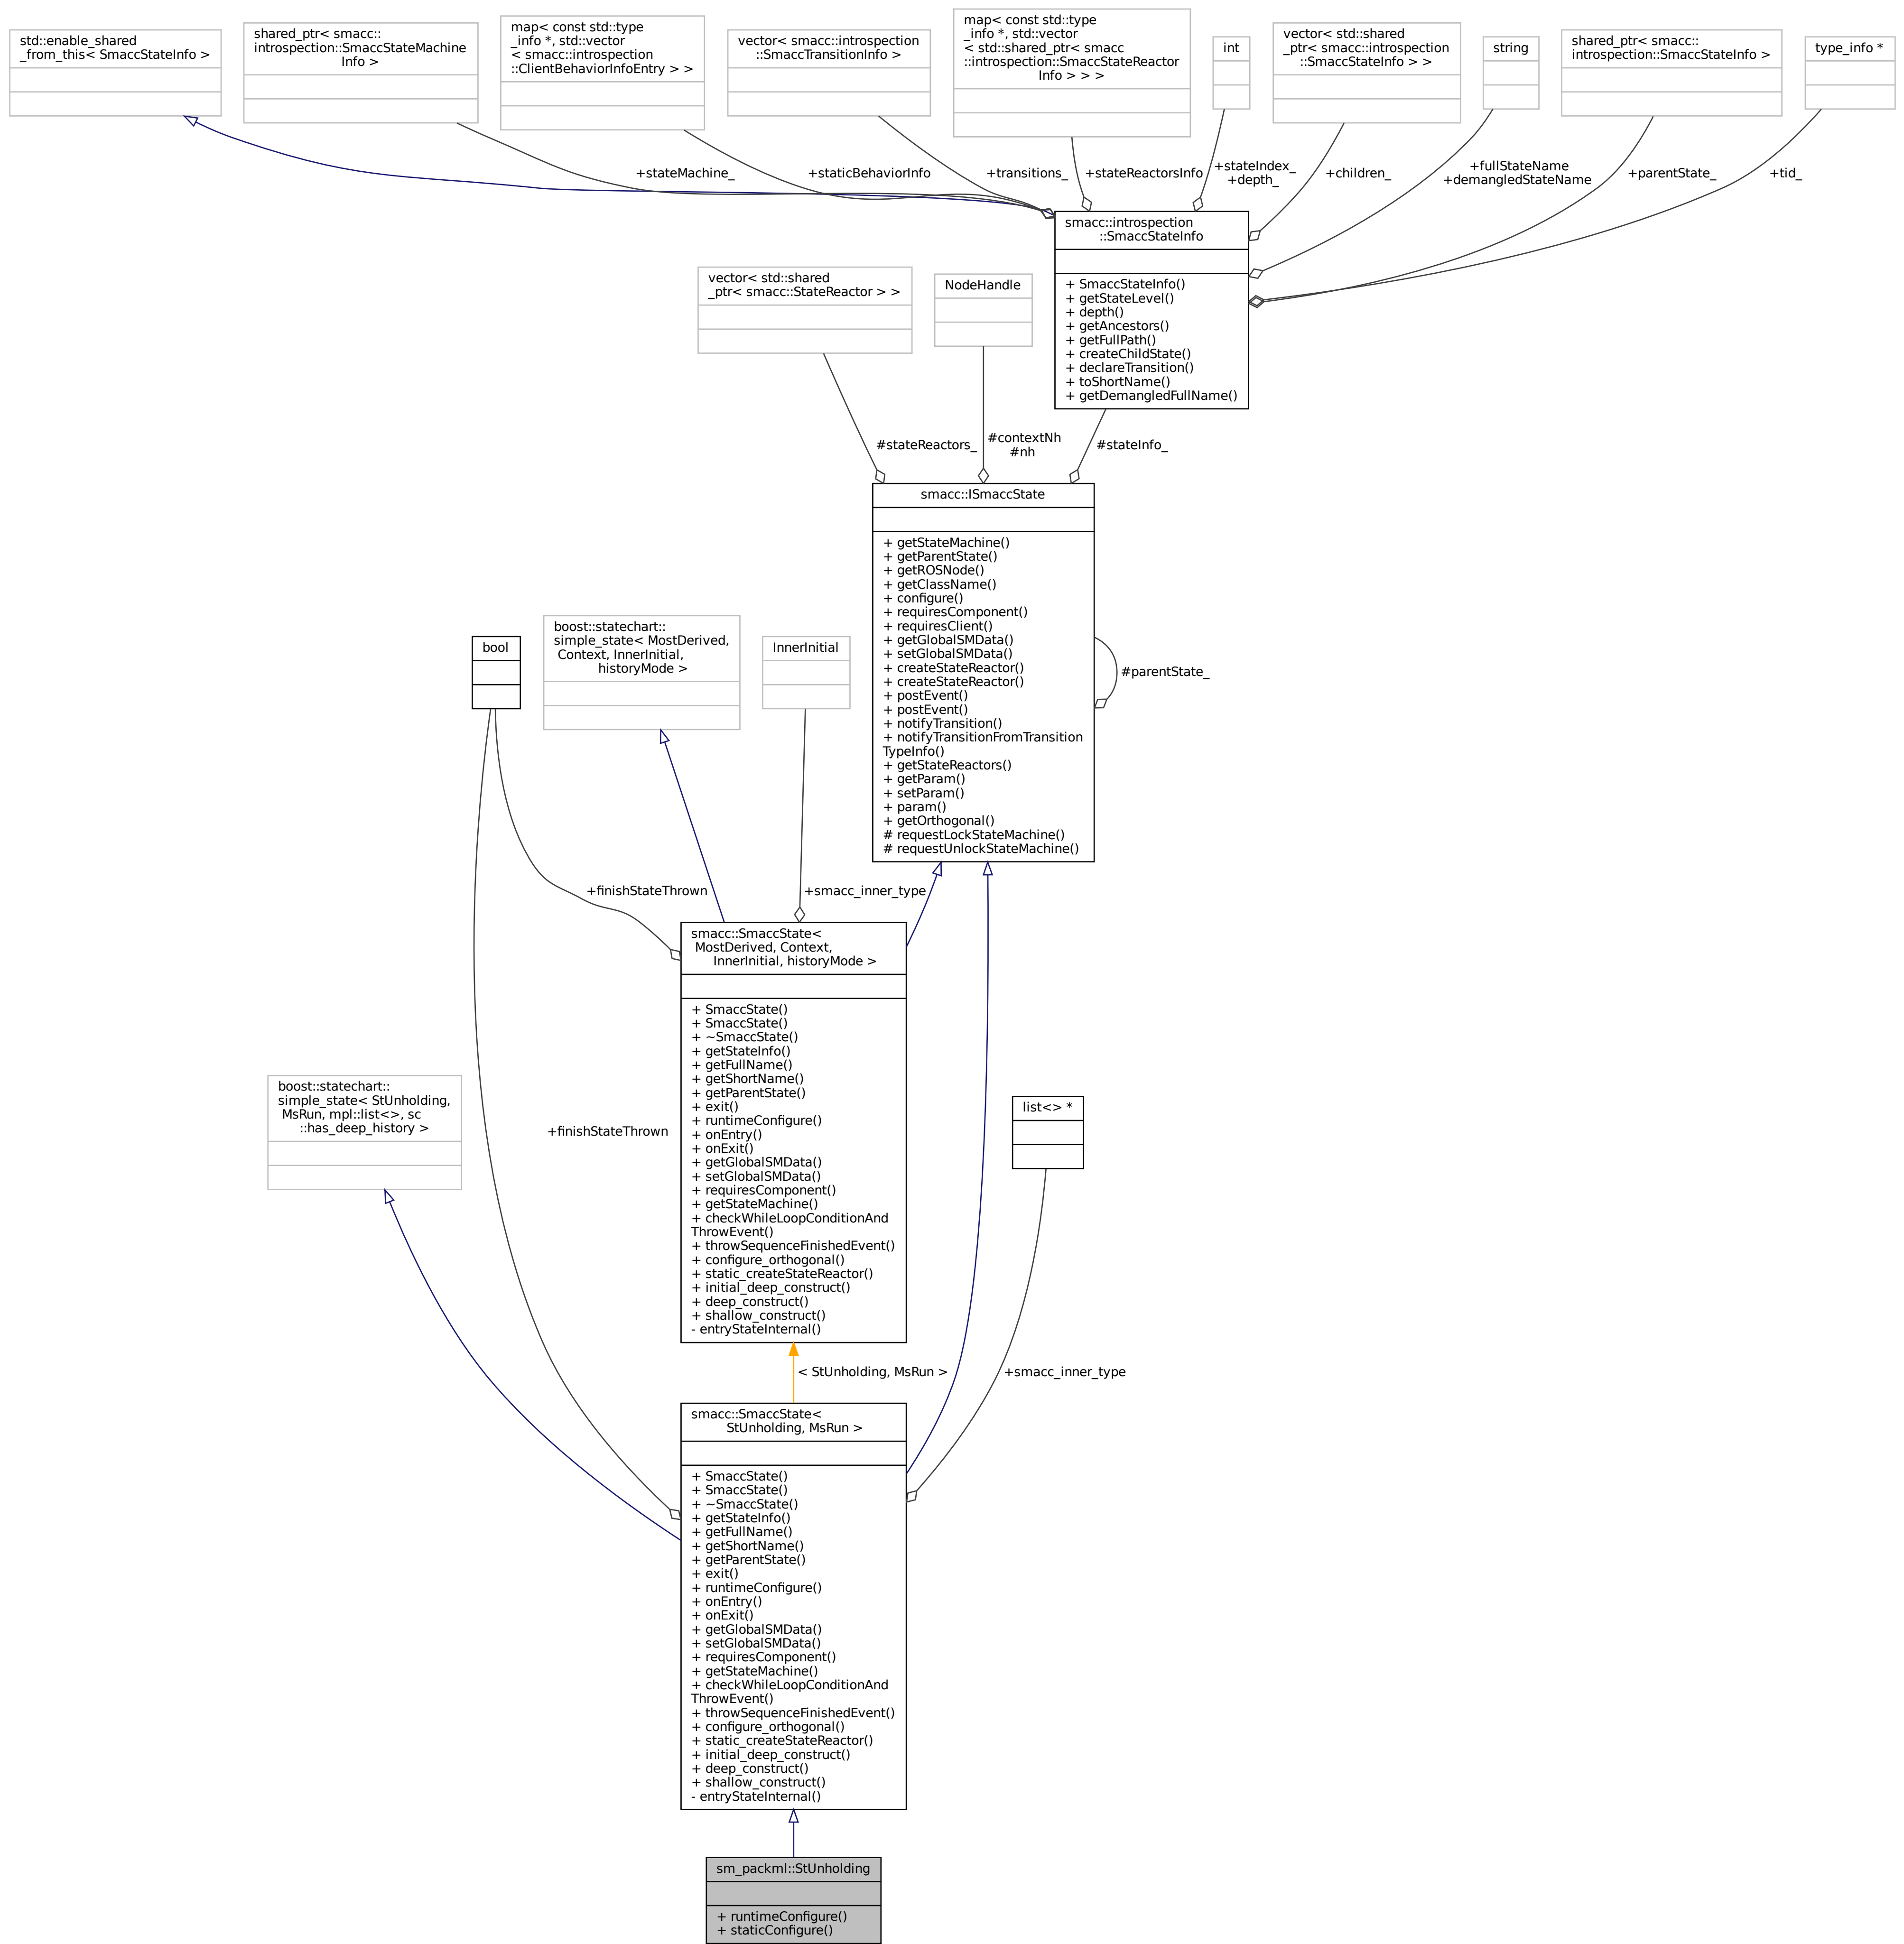 std::enable_shared
_from_this< SmaccStateInfo >
shared_ptr< smacc::
introspection::SmaccStateMachine
Info >
map< const std::type
_info *, std::vector
< smacc::introspection
::ClientBehaviorInfoEntry > >
vector< smacc::introspection
::SmaccTransitionInfo >
map< const std::type
_info *, std::vector
< std::shared_ptr< smacc
::introspection::SmaccStateReactor
Info > > >
int
vector< std::shared
_ptr< smacc::introspection
::SmaccStateInfo > >
string
shared_ptr< smacc::
introspection::SmaccStateInfo >
type_info *
+stateMachine_
+staticBehaviorInfo
+transitions_
+stateReactorsInfo
+stateIndex_
+depth_
+children_
+fullStateName
+demangledStateName
+parentState_
+tid_
smacc::introspection
::SmaccStateInfo
+ SmaccStateInfo()
+ getStateLevel()
+ depth()
+ getAncestors()
+ getFullPath()
+ createChildState()
+ declareTransition()
+ toShortName()
+ getDemangledFullName()
vector< std::shared
_ptr< smacc::StateReactor > >
NodeHandle
#stateReactors_
#contextNh
#nh
#stateInfo_
smacc::ISmaccState
+ getStateMachine()
+ getParentState()
+ getROSNode()
+ getClassName()
+ configure()
+ requiresComponent()
+ requiresClient()
+ getGlobalSMData()
+ setGlobalSMData()
+ createStateReactor()
+ createStateReactor()
+ postEvent()
+ postEvent()
+ notifyTransition()
+ notifyTransitionFromTransition
TypeInfo()
+ getStateReactors()
+ getParam()
+ setParam()
+ param()
+ getOrthogonal()
# requestLockStateMachine()
# requestUnlockStateMachine()
#parentState_
bool
boost::statechart::
simple_state< MostDerived,
Context, InnerInitial,
historyMode >
InnerInitial
+finishStateThrown
+smacc_inner_type
smacc::SmaccState<
MostDerived, Context,
InnerInitial, historyMode >
+ SmaccState()
+ SmaccState()
+ ~SmaccState()
+ getStateInfo()
+ getFullName()
+ getShortName()
+ getParentState()
+ exit()
+ runtimeConfigure()
+ onEntry()
+ onExit()
+ getGlobalSMData()
+ setGlobalSMData()
+ requiresComponent()
+ getStateMachine()
+ checkWhileLoopConditionAnd
ThrowEvent()
+ throwSequenceFinishedEvent()
+ configure_orthogonal()
+ static_createStateReactor()
+ initial_deep_construct()
+ deep_construct()
+ shallow_construct()
- entryStateInternal()
boost::statechart::
simple_state< StUnholding,
MsRun, mpl::list<>, sc
::has_deep_history >
+finishStateThrown
list<> *
< StUnholding, MsRun >
+smacc_inner_type
smacc::SmaccState<
StUnholding, MsRun >
+ SmaccState()
+ SmaccState()
+ ~SmaccState()
+ getStateInfo()
+ getFullName()
+ getShortName()
+ getParentState()
+ exit()
+ runtimeConfigure()
+ onEntry()
+ onExit()
+ getGlobalSMData()
+ setGlobalSMData()
+ requiresComponent()
+ getStateMachine()
+ checkWhileLoopConditionAnd
ThrowEvent()
+ throwSequenceFinishedEvent()
+ configure_orthogonal()
+ static_createStateReactor()
+ initial_deep_construct()
+ deep_construct()
+ shallow_construct()
- entryStateInternal()
sm_packml::StUnholding
+ runtimeConfigure()
+ staticConfigure()